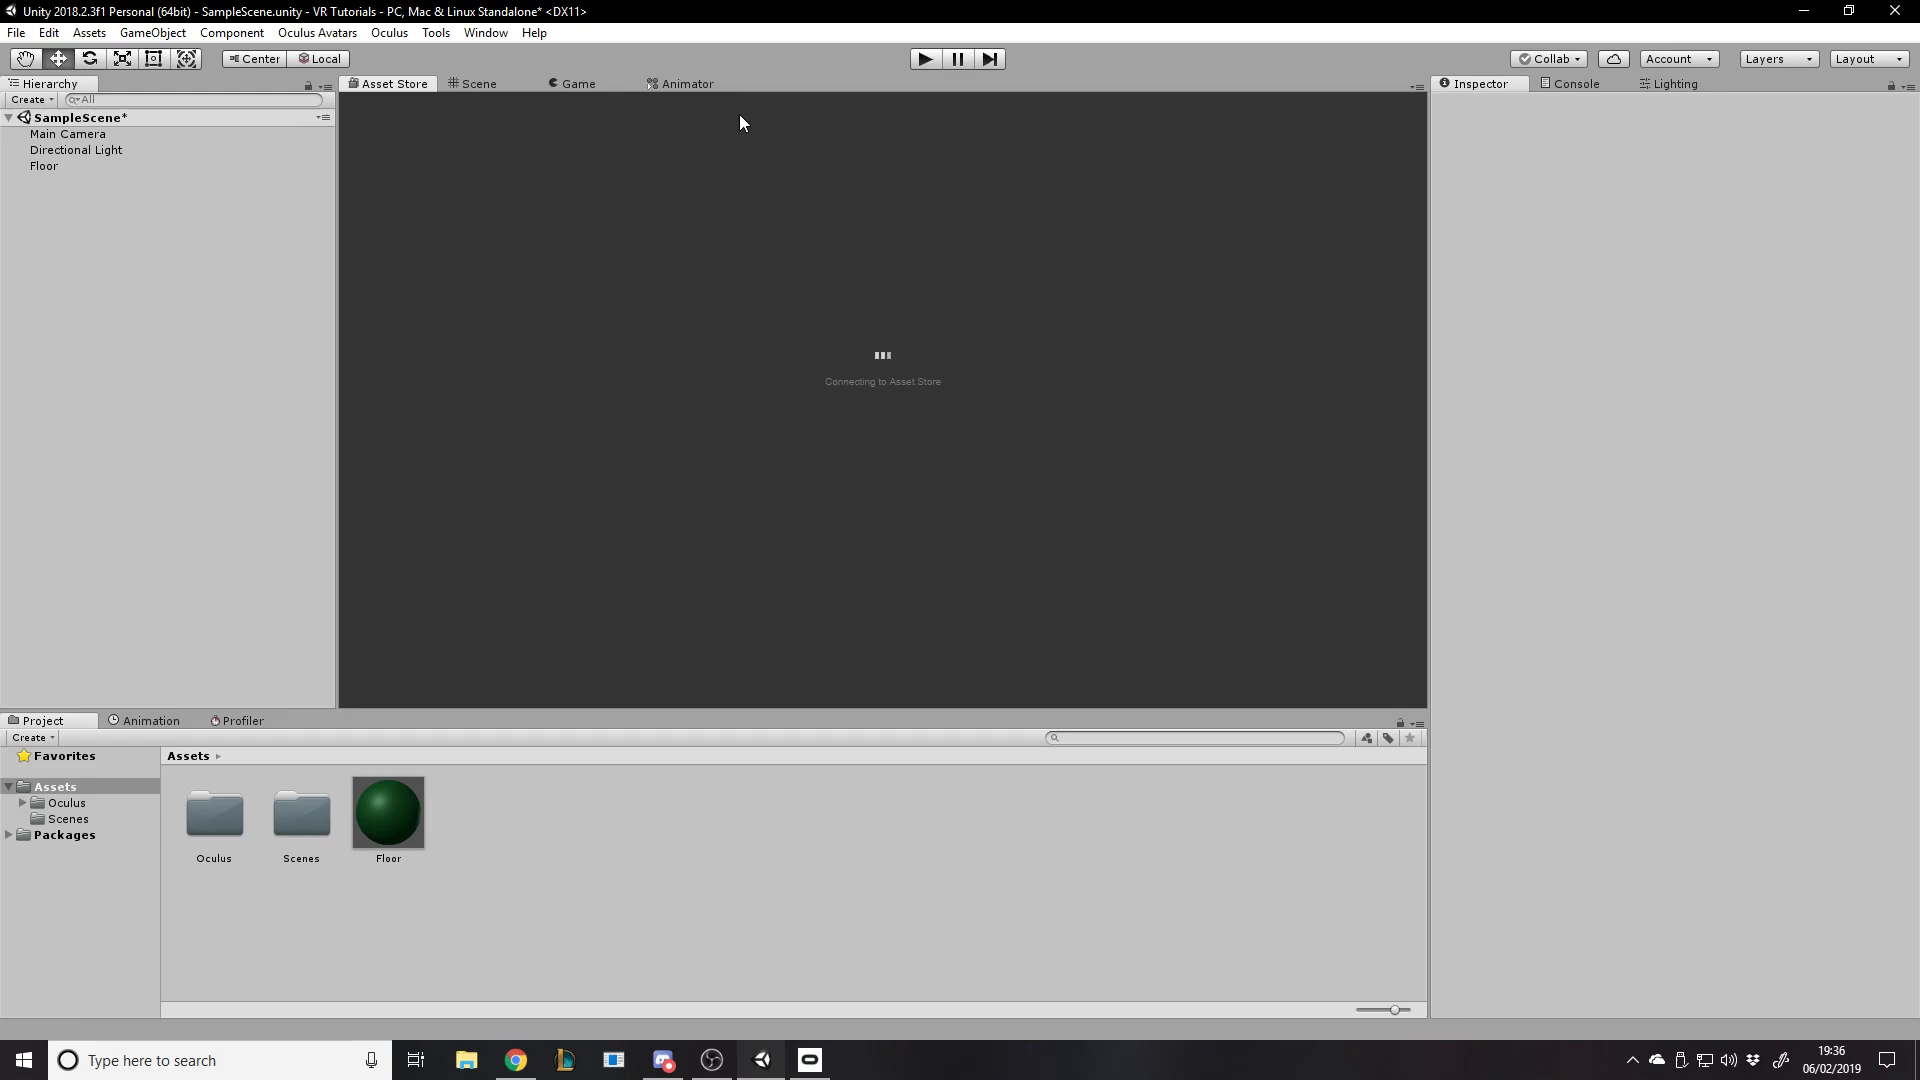 Unity 2018.2.3f1 Personal (64bit) - SampleScene.unity - VR Tutorials - PC, Mac & Linux Standalone* <DX11>
File Edit Assets GameObject Component Oculus Avatars Oculus Tools Window Help
Center Local Collab Account Layers Layout
Hierarchy Asset Store Scene Game Animator Inspector Console Lighting
Create All
SampleScene*
Main Camera
Directional Light
Floor
Connecting to Asset Store
Project Animation Profiler
Create
Favorites Assets
Assets
Oculus
Scenes
Packages
Oculus Scenes Floor
Type here to search
19:36
06/02/2019